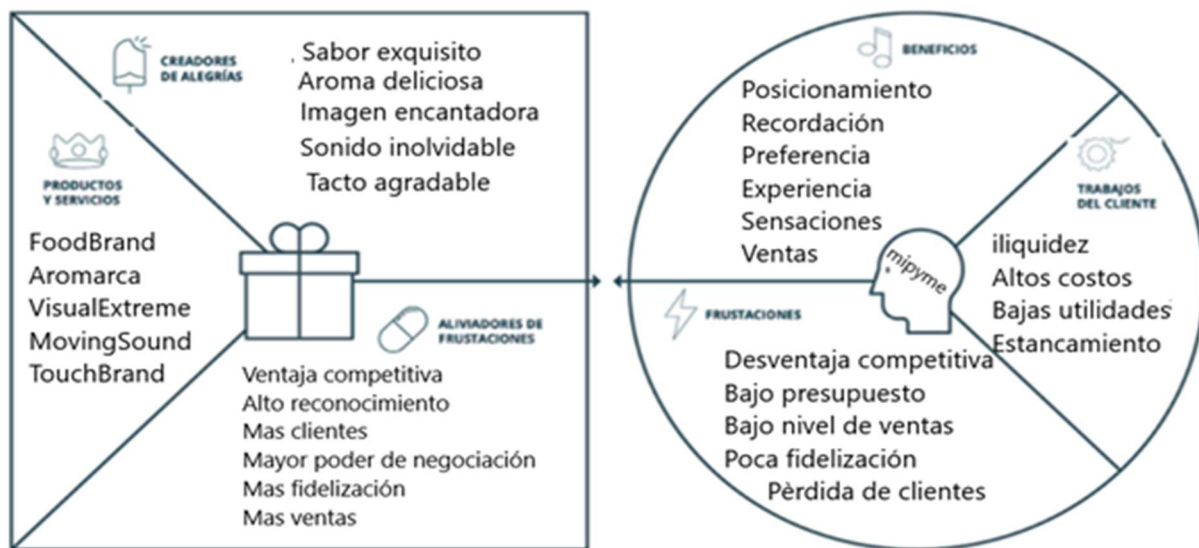 CREADORES
DE ALEGRÍAS
. Sabor exquisito
Aroma deliciosa
Imagen encantadora
Sonido inolvidable
Tacto agradable
PRODUCTOS
Y SERVICIOS
FoodBrand
Aromarca
VisualExtreme
MovingSound
TouchBrand
ALIVIADORES DE
FRUSTACIONES
Ventaja competitiva
Alto reconocimiento
Mas clientes
Mayor poder de negociación
Mas fidelización
Mas ventas
BENEFICIOS
Posicionamiento
Recordación
Preferencia
Experiencia
Sensaciones
Ventas
mipyme
TRABAJOS
DEL CLIENTE
iliquidez
Altos costos
Bajas utilidades
Estancamiento
FRUSTACIONES
Desventaja competitiva
Bajo presupuesto
Bajo nivel de ventas
Poca fidelización
Pèrdida de clientes